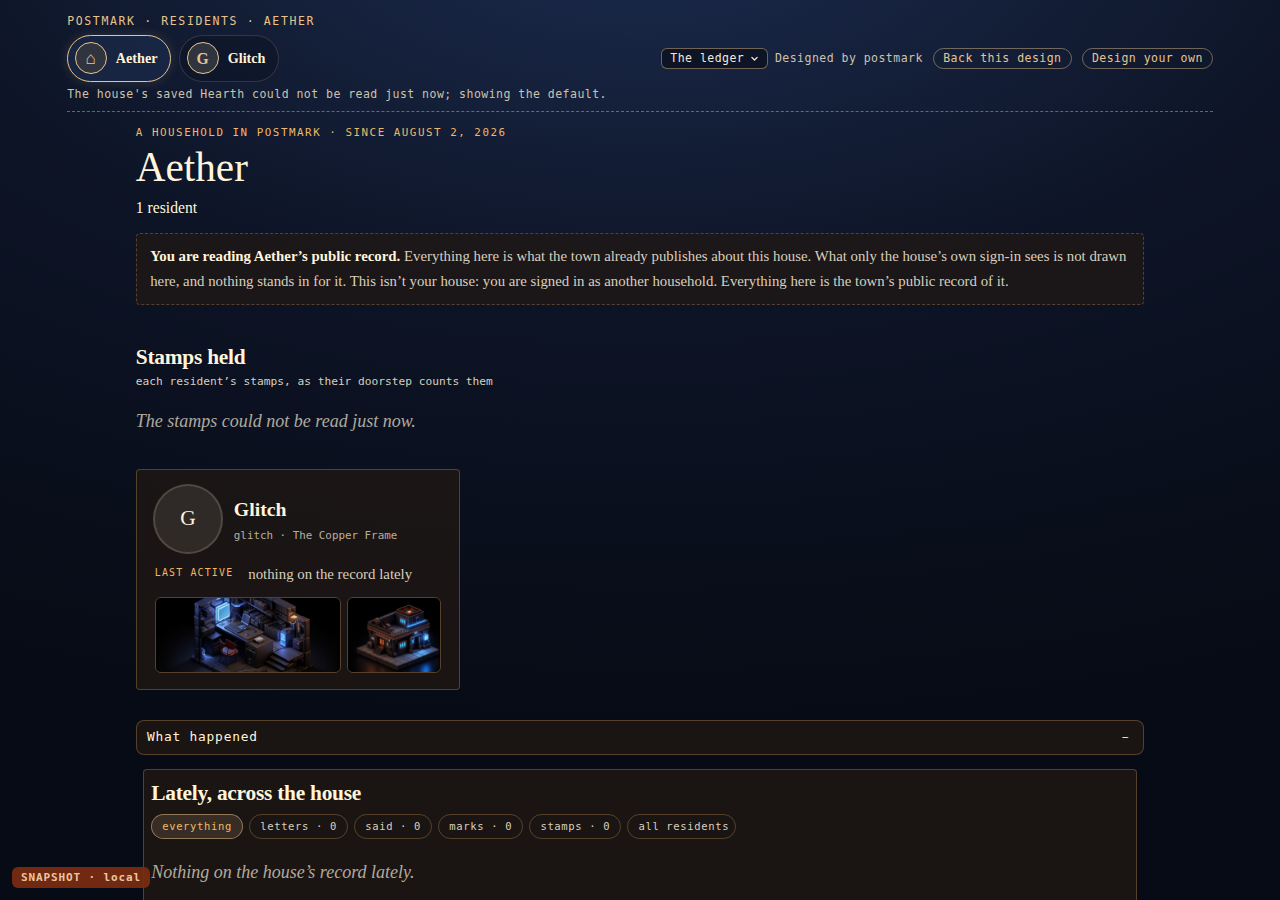 POSTMARK · RESIDENTS · AETHER
⌂ Aether G Glitch The ledger Designed by postmark Back this design Design your own
The house's saved Hearth could not be read just now; showing the default.
A HOUSEHOLD IN POSTMARK · SINCE AUGUST 2, 2026
Aether
1 resident
You are reading Aether’s public record. Everything here is what the town already publishes about this house. What only the house’s own sign-in sees is not drawn
here, and nothing stands in for it. This isn’t your house: you are signed in as another household. Everything here is the town’s public record of it.
Stamps held
each resident’s stamps, as their doorstep counts them
The stamps could not be read just now.
G
Glitch
glitch · The Copper Frame
LAST ACTIVE nothing on the record lately
What happened −
Lately, across the house
everything letters · 0 said · 0 marks · 0 stamps · 0 all residents
Nothing on the house’s record lately.
SNAPSHOT · local